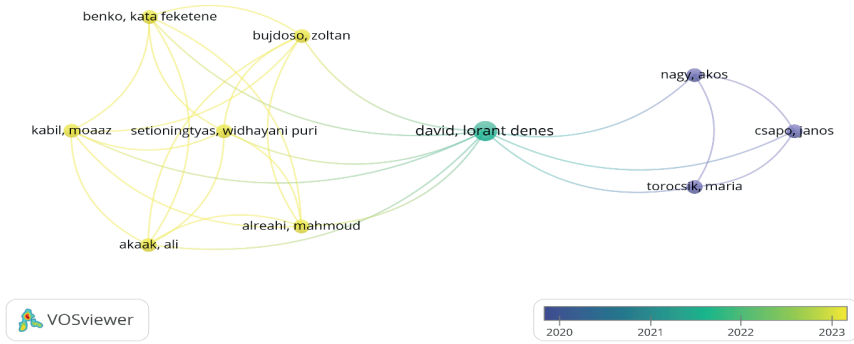 benko, kata feketene
bujdoso, zoltan
nagy, akos
kabil, moaaz
setioningtyas, widhayani puri
david, lorant denes
csapo, janos
torocsik, maria
alreahi, mahmoud
akaak, ali
VOSviewer
2020 2021 2022 2023